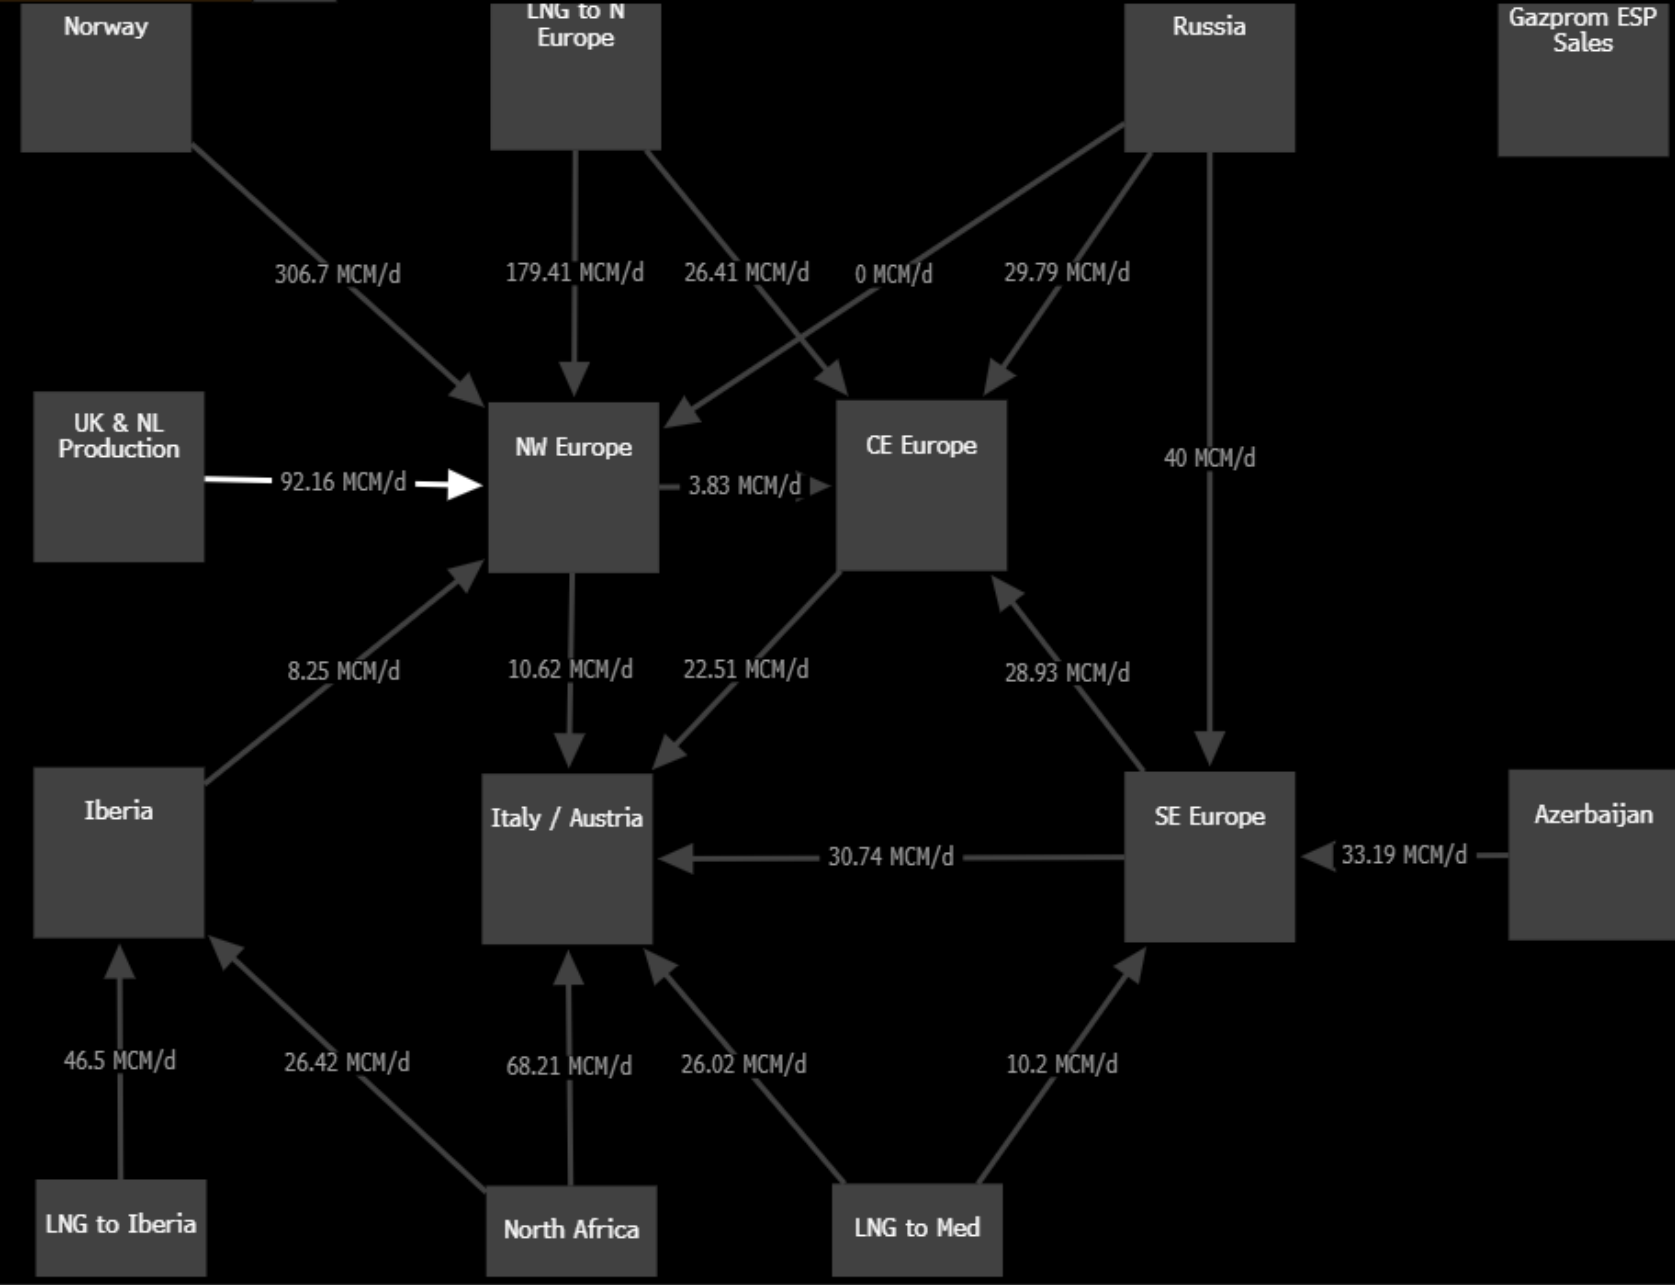 Norway
LNG to N
Europe
Russia
Gazprom ESP
Sales
306.7 MCM/d
179.41 MCM/d
26.41 MCM/d
0 MCM/d
29.79 MCM/d
UK & NL
Production
92.16 MCM/d
NW Europe
3.83 MCM/d
CE Europe
40 MCM/d
8.25 MCM/d
10.62 MCM/d
22.51 MCM/d
28.93 MCM/d
Iberia
Italy / Austria
30.74 MCM/d
SE Europe
33.19 MCM/d
Azerbaijan
46.5 MCM/d
26.42 MCM/d
68.21 MCM/d
26.02 MCM/d
10.2 MCM/d
LNG to Iberia
North Africa
LNG to Med